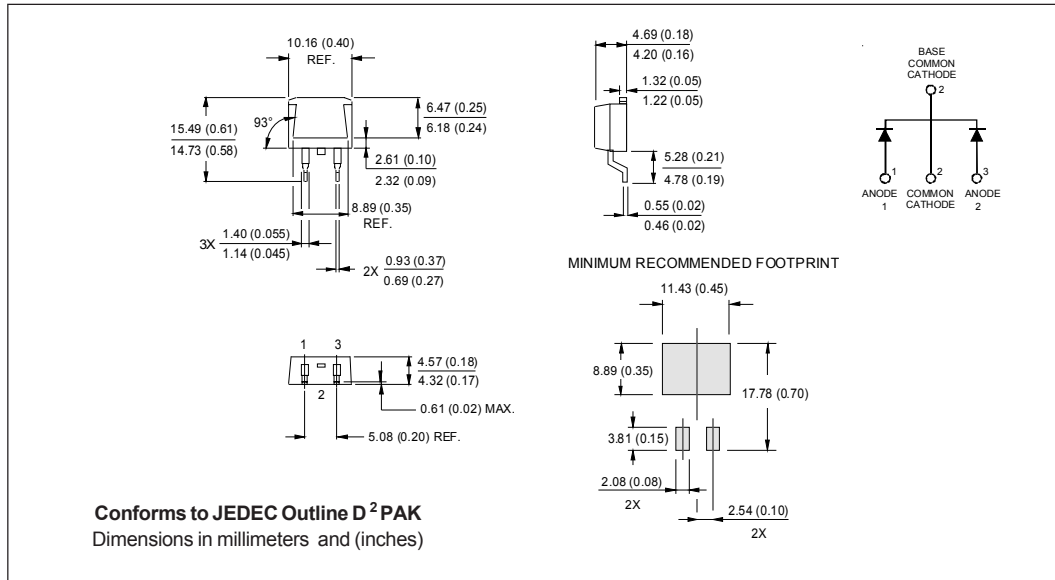 10.16 (0.40)
REF.
15.49 (0.61)
14.73 (0.58)
93°
6.47 (0.25)
6.18 (0.24)
2.61 (0.10)
2.32 (0.09)
8.89 (0.35)
REF.
3X
1.40 (0.055)
1.14 (0.045)
2X
0.93 (0.37)
0.69 (0.27)
4.69 (0.18)
4.20 (0.16)
1.32 (0.05)
1.22 (0.05)
5.28 (0.21)
4.78 (0.19)
0.55 (0.02)
0.46 (0.02)
BASE
COMMON
CATHODE
2
1
2
3
ANODE
1
COMMON
CATHODE
ANODE
2
1 3
2
4.57 (0.18)
4.32 (0.17)
0.61 (0.02) MAX.
5.08 (0.20) REF.
MINIMUM RECOMMENDED FOOTPRINT
11.43 (0.45)
8.89 (0.35)
17.78 (0.70)
3.81 (0.15)
2.08 (0.08)
2X
2.54 (0.10)
2X
Conforms to JEDEC Outline D²PAK
Dimensions in millimeters and (inches)